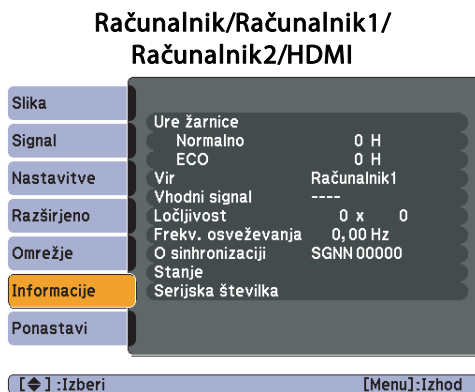 Računalnik/Računalnik1/
Računalnik2/HDMI
Slika
Signal
Nastavitve
Razširjeno
Omrežje
Informacije
Ponastavi
Ure žarnice
Normalno 0 H
ECO 0 H
Vir Računalnik1
Vhodni signal ----
Ločljivost 0 x 0
Frekv. osveževanja 0,00 Hz
O sinhronizaciji SGNN 00000
Stanje
Serijska številka
[◆] :Izberi [Menu]:Izhod